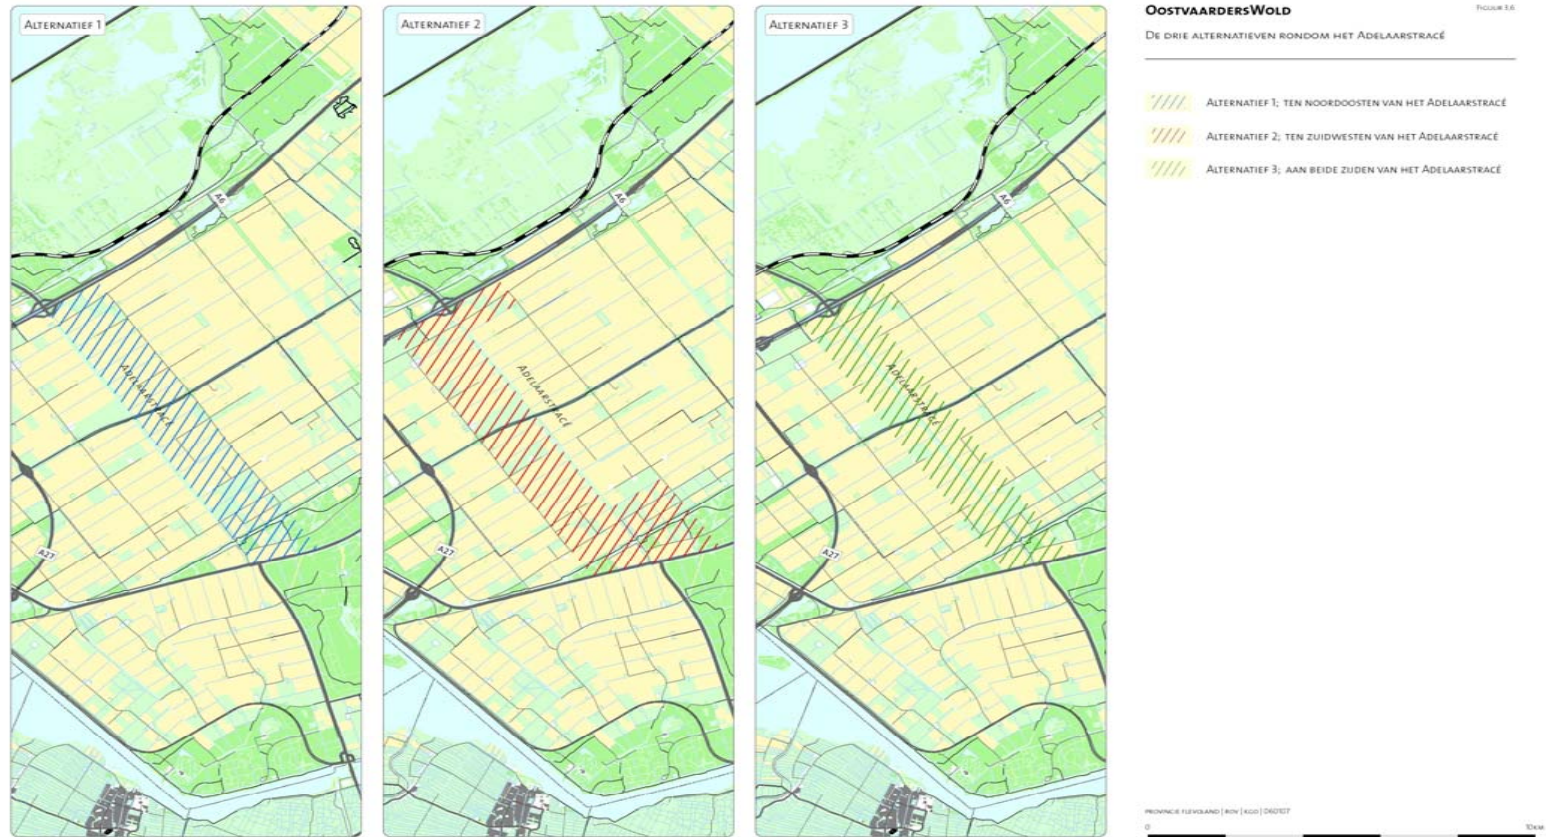 Alternatief 1
A6
Adelaarstracé
A27
Alternatief 2
A6
Adelaarstracé
A27
Alternatief 3
A6
Adelaarstracé
A27
OostvaardersWold
Figuur 3.6
De drie alternatieven rondom het Adelaarstracé
Alternatief 1; ten noordoosten van het Adelaarstracé
Alternatief 2; ten zuidwesten van het Adelaarstracé
Alternatief 3; aan beide zijden van het Adelaarstracé
provincie flevoland | rov | kgo | 060107
0 10km